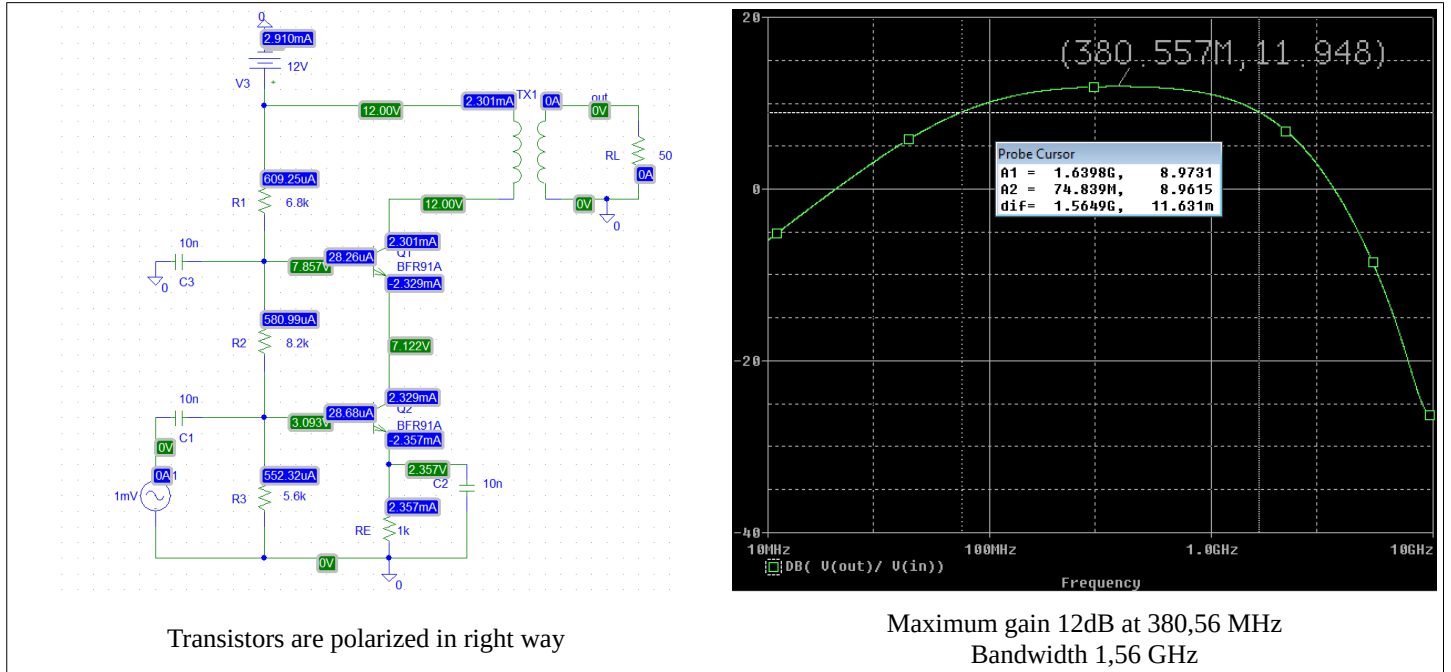 0
2.910mA
12V
V3
+
12.00V
2.301mA
TX1
0A
out
0V
RL
50
0A
609.25uA
R1
6.8k
12.00V
0V
0
10n
2.301mA
Q1
28.26uA
BFR91A
7.857V
C3
0
-2.329mA
580.99uA
R2
8.2k
7.122V
10n
2.329mA
Q2
28.68uA
BFR91A
3.093V
C1
-2.357mA
0V
2.357V
0A
1
552.32uA
C2
10n
1mV
R3
5.6k
2.357mA
RE
1k
0V
0
Transistors are polarized in right way
20
(380.557M,11.948)
Probe Cursor
A1 = 1.6398G, 8.9731
A2 = 74.839M, 8.9615
dif= 1.5649G, 11.631m
0
-20
-40
10MHz 100MHz 1.0GHz 10GHz
DB( V(out)/ V(in))
Frequency
Maximum gain 12dB at 380,56 MHz
Bandwidth 1,56 GHz